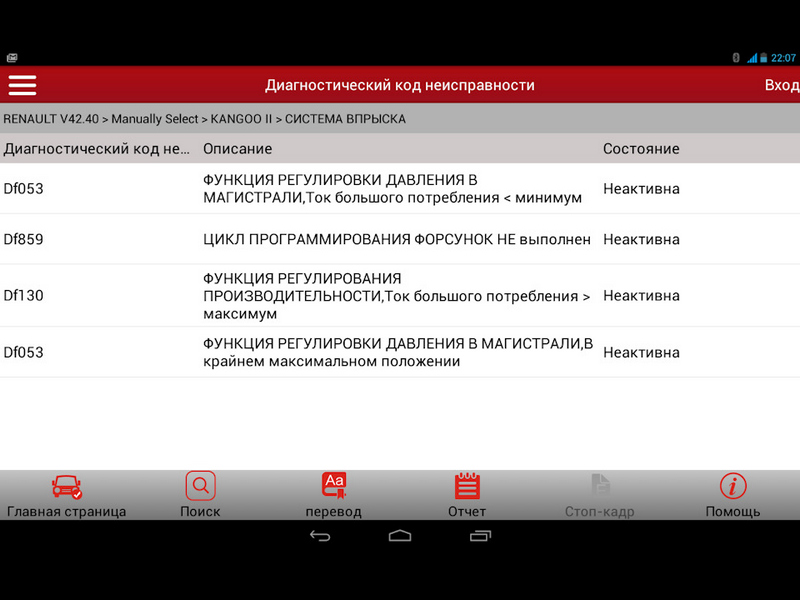 22:07
Диагностический код неисправности
Вход
RENAULT V42.40 > Manually Select > KANGOO II > СИСТЕМА ВПРЫСКА
Диагностический код не... Описание Состояние
Df053 ФУНКЦИЯ РЕГУЛИРОВКИ ДАВЛЕНИЯ В
МАГИСТРАЛИ,Ток большого потребления < минимум Неактивна
Df859 ЦИКЛ ПРОГРАММИРОВАНИЯ ФОРСУНОК НЕ выполнен Неактивна
Df130 ФУНКЦИЯ РЕГУЛИРОВАНИЯ
ПРОИЗВОДИТЕЛЬНОСТИ,Ток большого потребления > Неактивна
максимум
Df053 ФУНКЦИЯ РЕГУЛИРОВКИ ДАВЛЕНИЯ В МАГИСТРАЛИ,В
крайнем максимальном положении Неактивна
Aa
Главная страница Поиск перевод Отчет Стоп-кадр Помощь